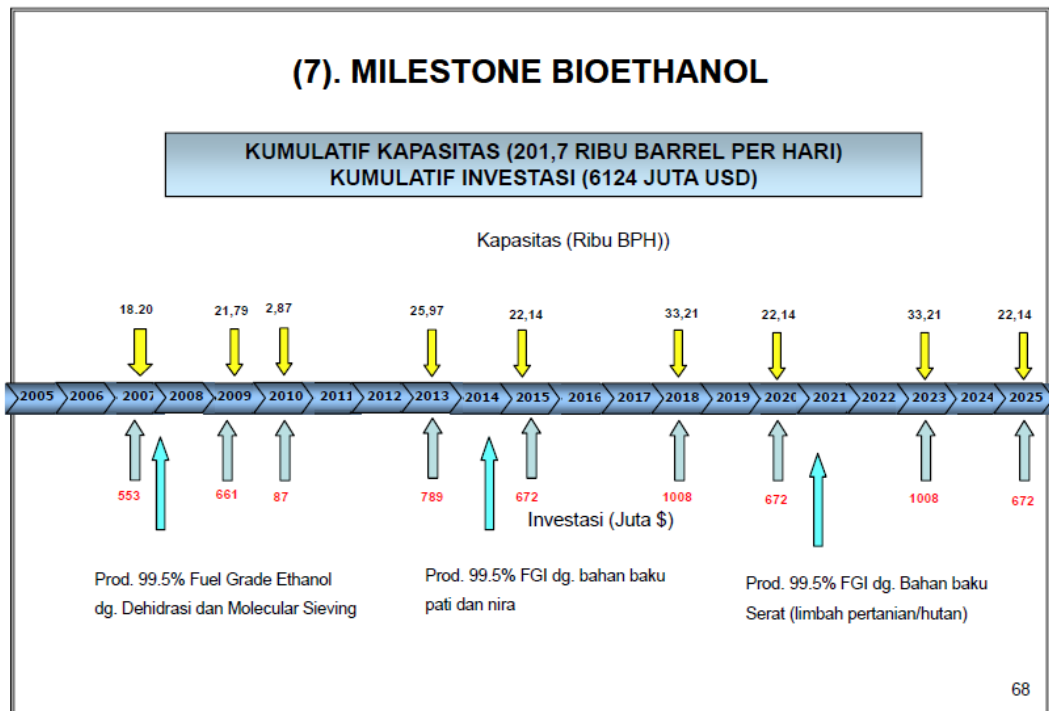 (7). MILESTONE BIOETHANOL
KUMULATIF KAPASITAS (201,7 RIBU BARREL PER HARI)
KUMULATIF INVESTASI (6124 JUTA USD)
Kapasitas (Ribu BPH))
18.20 21,79 2,87 25,97 22,14 33,21 22,14 33,21 22,14
2005 2006 2007 2008 2009 2010 2011 2012 2013 2014 2015 2016 2017 2018 2019 2020 2021 2022 2023 2024 2025
553 661 87 789 672 1008 672 1008 672
Investasi (Juta $)
Prod. 99.5% Fuel Grade Ethanol
dg. Dehidrasi dan Molecular Sieving
Prod. 99.5% FGI dg. bahan baku
pati dan nira
Prod. 99.5% FGI dg. Bahan baku
Serat (limbah pertanian/hutan)
68